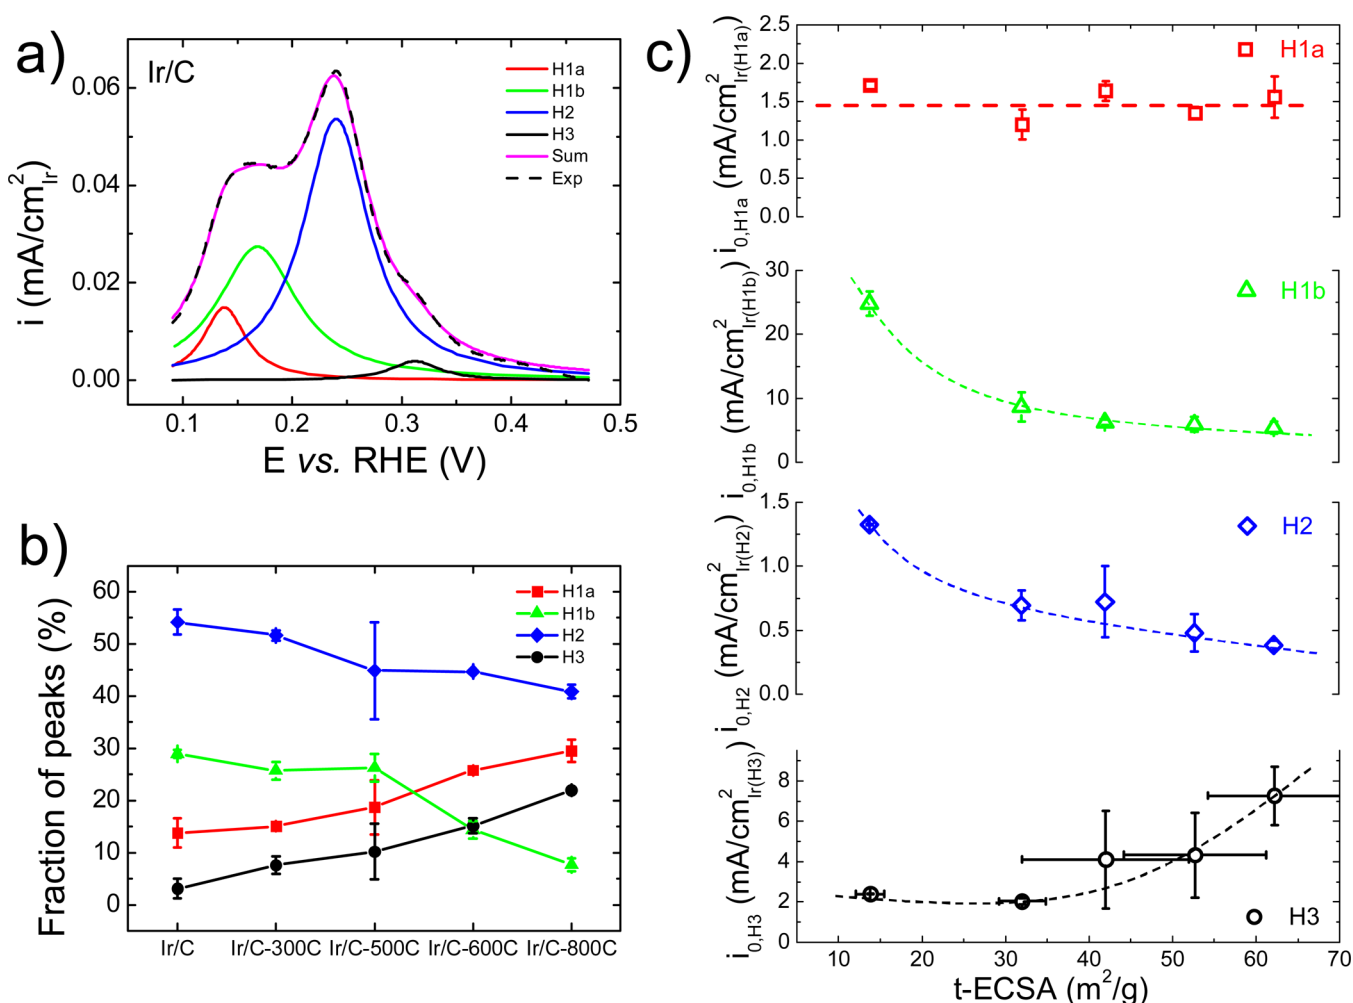 a)
Ir/C
H1a
H1b
H2
H3
Sum
Exp
0.06
0.04
0.02
0.00
i (mA/cm²Ir)
0.1
0.2
0.3
0.4
0.5
E vs. RHE (V)
b)
H1a
H1b
H2
H3
60
50
40
30
20
10
0
Fraction of peaks (%)
Ir/C
Ir/C-300C
Ir/C-500C
Ir/C-600C
Ir/C-800C
c)
H1a
2.5
2.0
1.5
1.0
0.5
0.0
i0,H1a (mA/cm²Ir(H1a))
H1b
30
20
10
0
i0,H1b (mA/cm²Ir(H1b))
H2
1.5
1.0
0.5
0.0
i0,H2 (mA/cm²Ir(H2))
H3
8
6
4
2
0
i0,H3 (mA/cm²Ir(H3))
10
20
30
40
50
60
70
t-ECSA (m²/g)